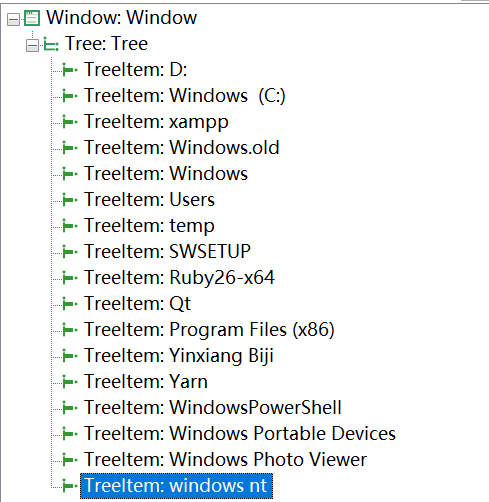 Window: Window
Tree: Tree
TreeItem: D:
TreeItem: Windows  (C:)
TreeItem: xampp
TreeItem: Windows.old
TreeItem: Windows
TreeItem: Users
TreeItem: temp
TreeItem: SWSETUP
TreeItem: Ruby26-x64
TreeItem: Qt
TreeItem: Program Files (x86)
TreeItem: Yinxiang Biji
TreeItem: Yarn
TreeItem: WindowsPowerShell
TreeItem: Windows Portable Devices
TreeItem: Windows Photo Viewer
TreeItem: windows nt